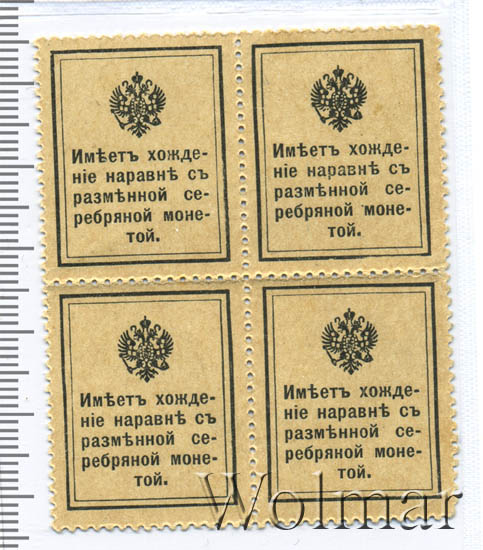 Имѣетъ хожде-
ніе наравнѣ съ
размѣнной се-
ребряной моне-
той.
Имѣетъ хожде-
ніе наравнѣ съ
размѣнной се-
ребряной моне-
той.
Имѣетъ хожде-
ніе наравнѣ съ
размѣнной се-
ребряной моне-
той.
Имѣетъ хожде-
ніе наравнѣ съ
размѣнной се-
ребряной моне-
той.
Wolmar